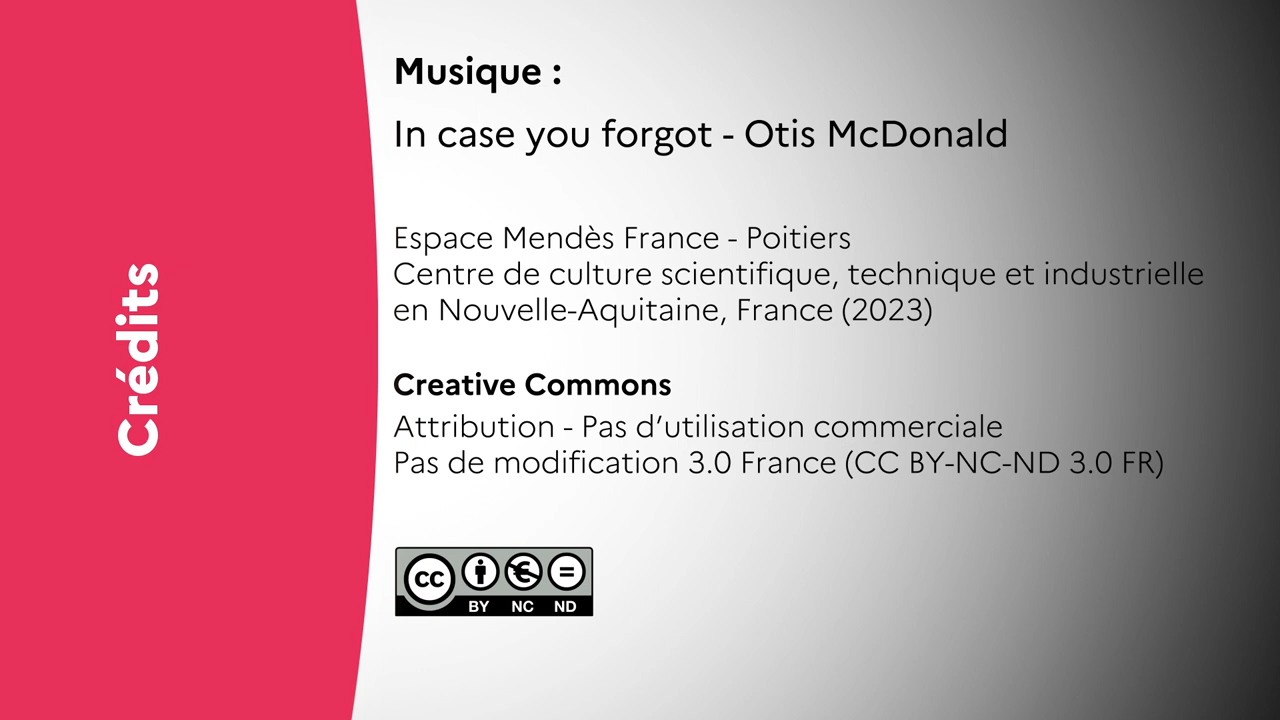 Crédits
Musique :
In case you forgot - Otis McDonald
Espace Mendès France - Poitiers
Centre de culture scientifique, technique et industrielle
en Nouvelle-Aquitaine, France (2023)
Creative Commons
Attribution - Pas d’utilisation commerciale
Pas de modification 3.0 France (CC BY-NC-ND 3.0 FR)
CC
BY NC ND